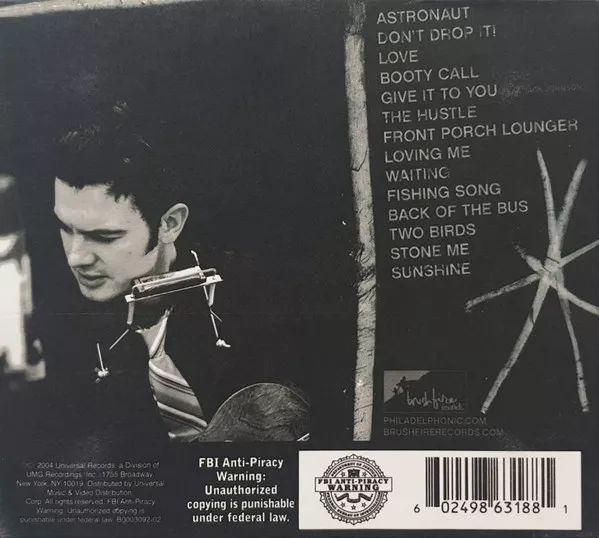 ASTRONAUT
DON'T DROP IT!
LOVE
BOOTY CALL
GIVE IT TO YOU
THE HUSTLE
FRONT PORCH LOUNGER
LOVING ME
WAITING
FISHING SONG
BACK OF THE BUS
TWO BIRDS
STONE ME
SUNSHINE
brushfire
records
PHILADELPHONIC.COM
BRUSHFIRERECORDS.COM
2004 Universal Records, a Division of
UMG Recordings, Inc., 1755 Broadway,
New York, NY 10019. Distributed by Universal
Music & Video Distribution
Corp. All rights reserved. FBI Anti-Piracy
Warning: Unauthorized copying is
punishable under federal law. B0003092-02
FBI Anti-Piracy
Warning:
Unauthorized
copying is punishable
under federal law.
FBI ANTI-PIRACY
WARNING
6 02498 63188 1